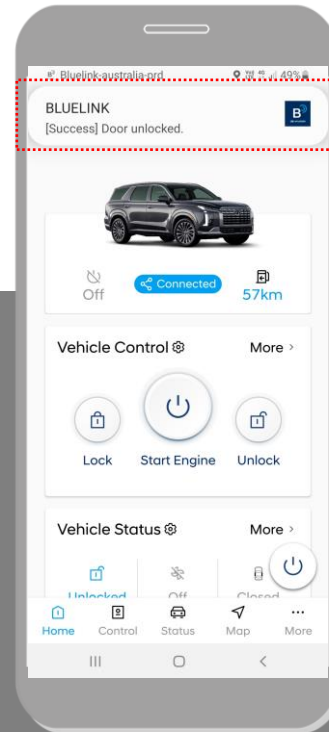 Bluelink-australia-prd
49%
BLUELINK
[Success] Door unlocked.
B
Off
Connected
57km
Vehicle Control
More >
Lock
Start Engine
Unlock
Vehicle Status
More >
Unlocked
Off
Closed
Home
Control
Status
Map
More